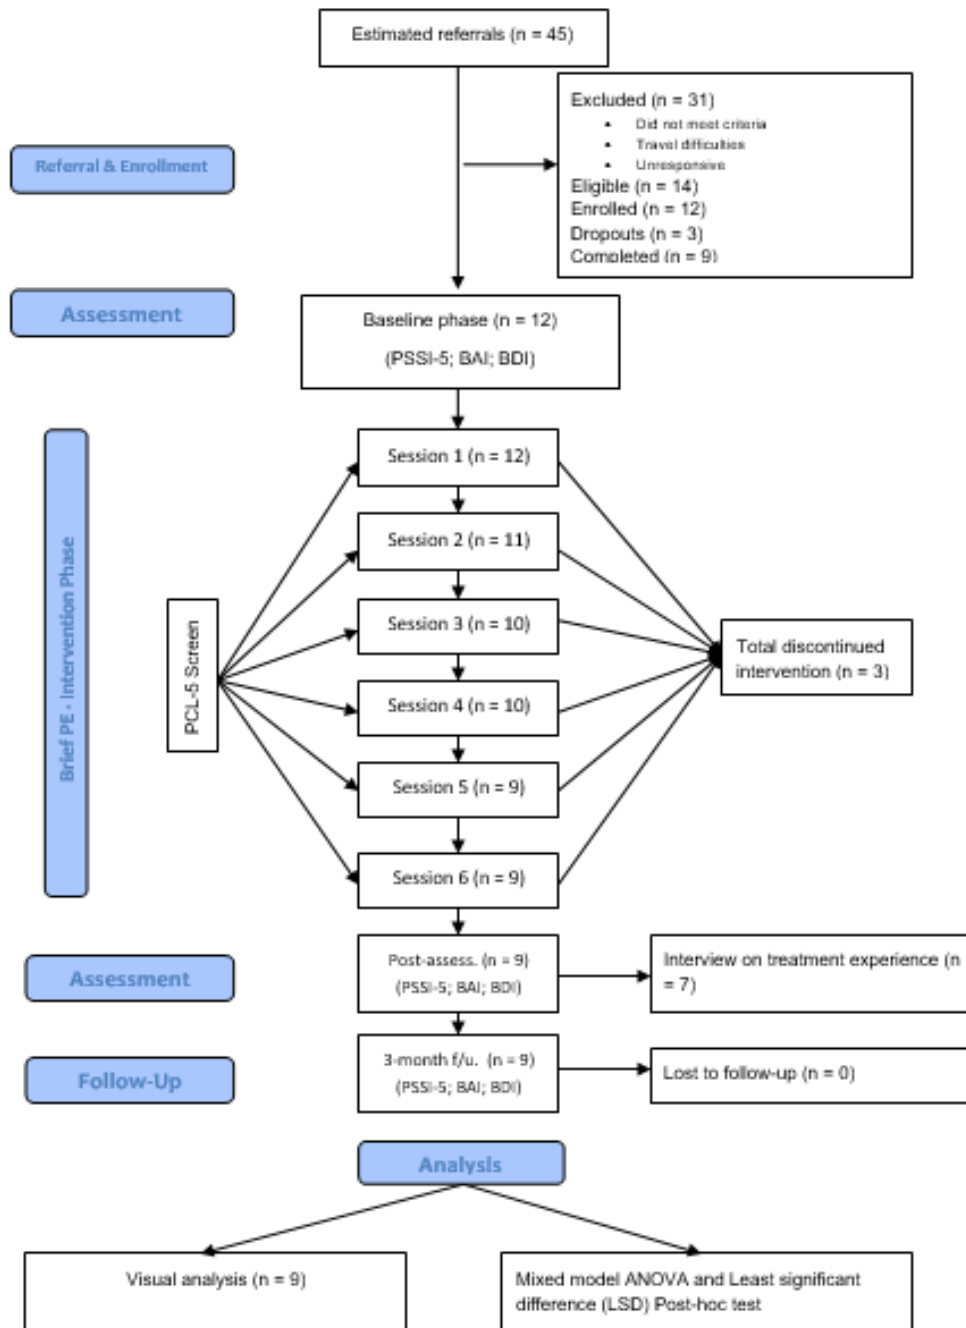 Estimated referrals (n = 45)
Excluded (n = 31)
• Did not meet criteria
• Travel difficulties
• Unresponsive
Eligible (n = 14)
Enrolled (n = 12)
Dropouts (n = 3)
Completed (n = 9)
Referral & Enrollment
Assessment
Baseline phase (n = 12)
(PSSI-5; BAI; BDI)
Brief PE - Intervention Phase
PCL-5 Screen
Session 1 (n = 12)
Session 2 (n = 11)
Session 3 (n = 10)
Session 4 (n = 10)
Session 5 (n = 9)
Session 6 (n = 9)
Total discontinued
intervention (n = 3)
Assessment
Post-assess. (n = 9)
(PSSI-5; BAI; BDI)
Interview on treatment experience (n
= 7)
Follow-Up
3-month f/u. (n = 9)
(PSSI-5; BAI; BDI)
Lost to follow-up (n = 0)
Analysis
Visual analysis (n = 9)
Mixed model ANOVA and Least significant
difference (LSD) Post-hoc test